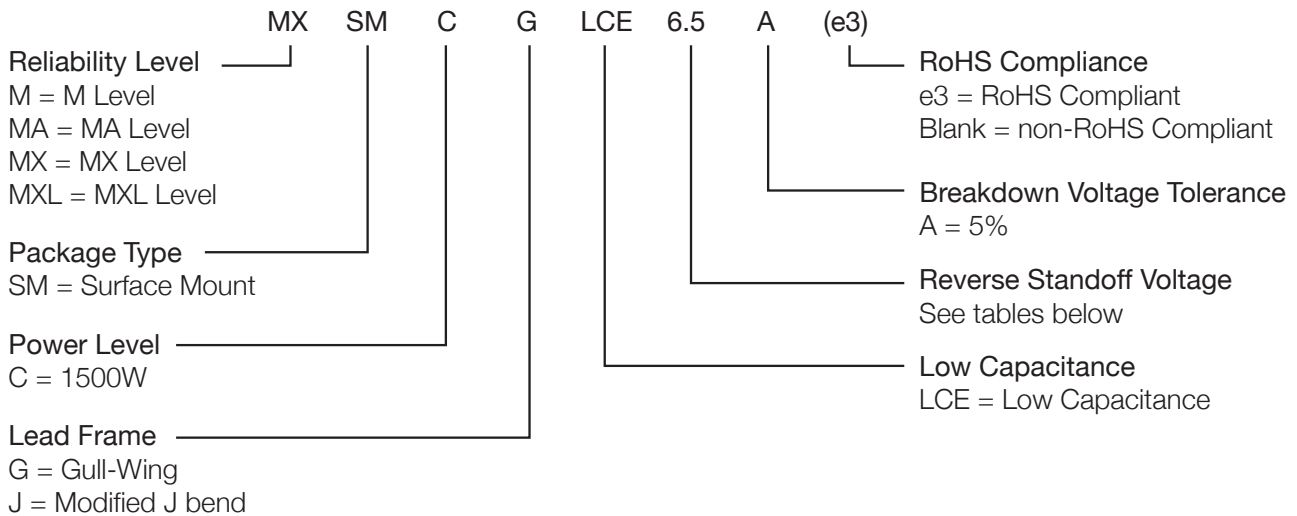 MX SM C G LCE 6.5 A (e3)
Reliability Level
M = M Level
MA = MA Level
MX = MX Level
MXL = MXL Level
Package Type
SM = Surface Mount
Power Level
C = 1500W
Lead Frame
G = Gull-Wing
J = Modified J bend
RoHS Compliance
e3 = RoHS Compliant
Blank = non-RoHS Compliant
Breakdown Voltage Tolerance
A = 5%
Reverse Standoff Voltage
See tables below
Low Capacitance
LCE = Low Capacitance